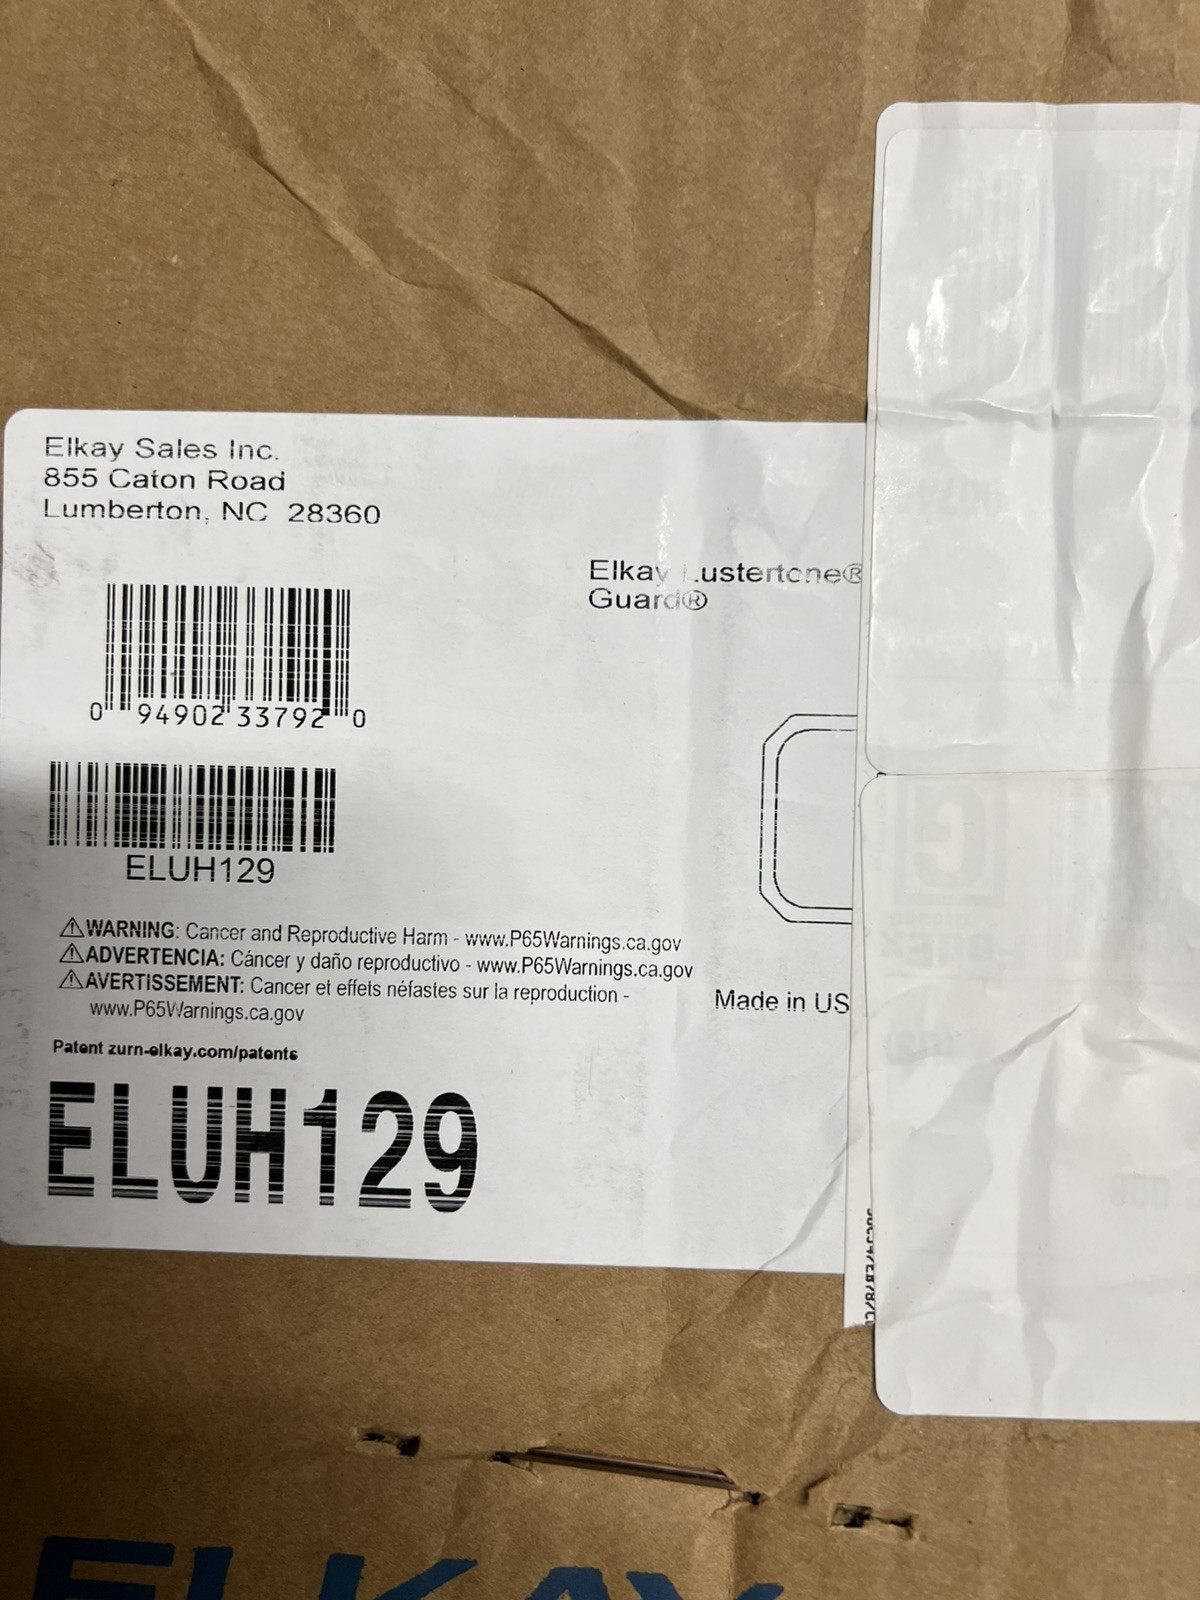 Elkay Sales Inc.
855 Caton Road
Lumberton, NC 28360
Elkay Lustertone®
Guard®
0 94902 33792 0
ELUH129
⚠WARNING: Cancer and Reproductive Harm - www.P65Warnings.ca.gov
⚠ADVERTENCIA: Cáncer y daño reproductivo - www.P65Warnings.ca.gov
⚠AVERTISSEMENT: Cancer et effets néfastes sur la reproduction -
www.P65Warnings.ca.gov
Made in US
Patent zurn-elkay.com/patents
ELUH129
ELKAY